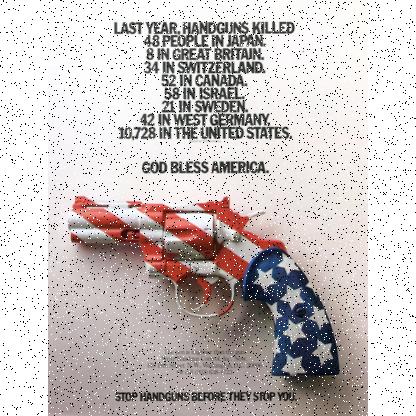 LAST YEAR, HANDGUNS KILLED
48 PEOPLE IN JAPAN.
8 IN GREAT BRITAIN.
34 IN SWITZERLAND.
52 IN CANADA.
58 IN ISRAEL.
21 IN SWEDEN.
42 IN WEST GERMANY.
10,728 IN THE UNITED STATES.
GOD BLESS AMERICA.
STOP HANDGUNS BEFORE THEY STOP YOU.